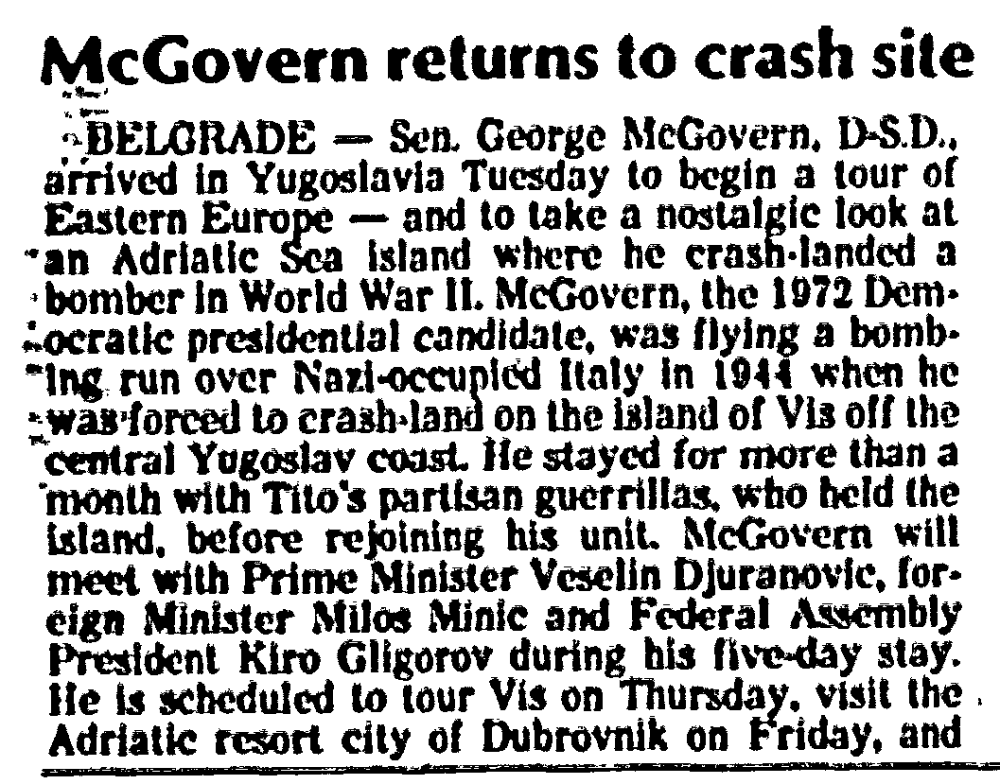 McGovern returns to crash site
BELGRADE — Sen. George McGovern, D-S.D.,
arrived in Yugoslavia Tuesday to begin a tour of
Eastern Europe — and to take a nostalgic look at
an Adriatic Sea island where he crash-landed a
bomber in World War II. McGovern, the 1972 Dem-
ocratic presidential candidate, was flying a bomb-
ing run over Nazi-occupied Italy in 1944 when he
was forced to crash-land on the island of Vis off the
central Yugoslav coast. He stayed for more than a
month with Tito's partisan guerrillas, who held the
island, before rejoining his unit. McGovern will
meet with Prime Minister Veselin Djuranovic, for-
eign Minister Milos Minic and Federal Assembly
President Kiro Gligorov during his five-day stay.
He is scheduled to tour Vis on Thursday, visit the
Adriatic resort city of Dubrovnik on Friday, and